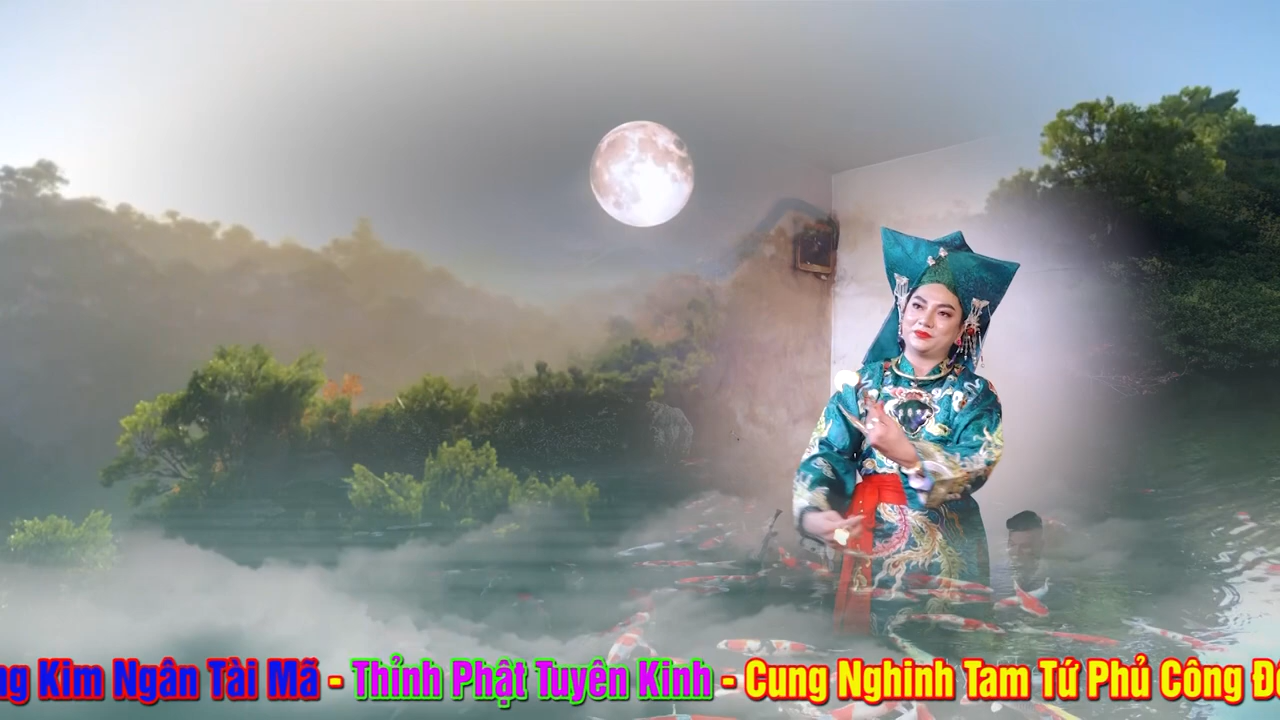 Kim Ngân Tài Mã - Thỉnh Phật Tuyên Kinh - Cung Nghinh Tam Tứ Phủ Công